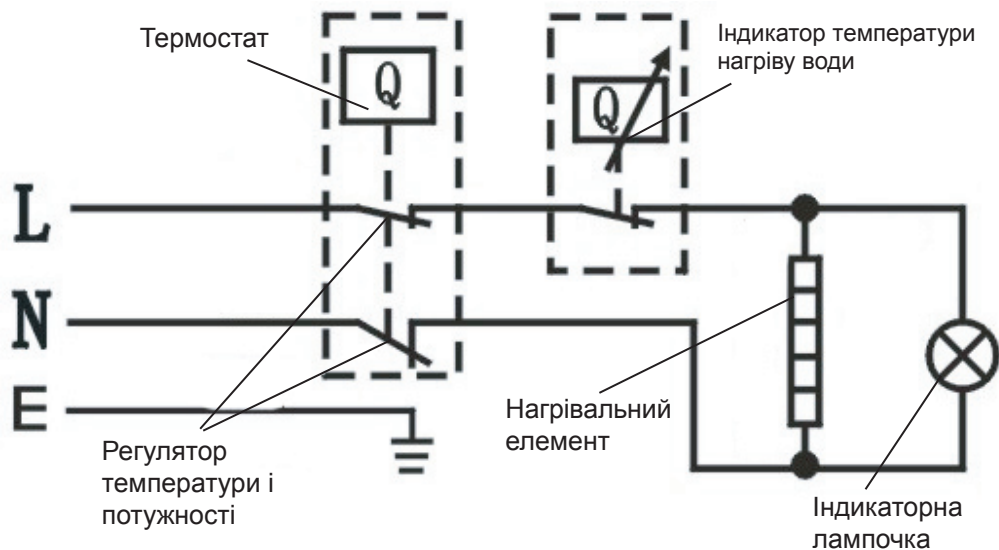 Термостат
Індикатор температури
нагріву води
Q
Q
L
N
E
Регулятор
температури і
потужності
Нагрівальний
елемент
Індикаторна
лампочка